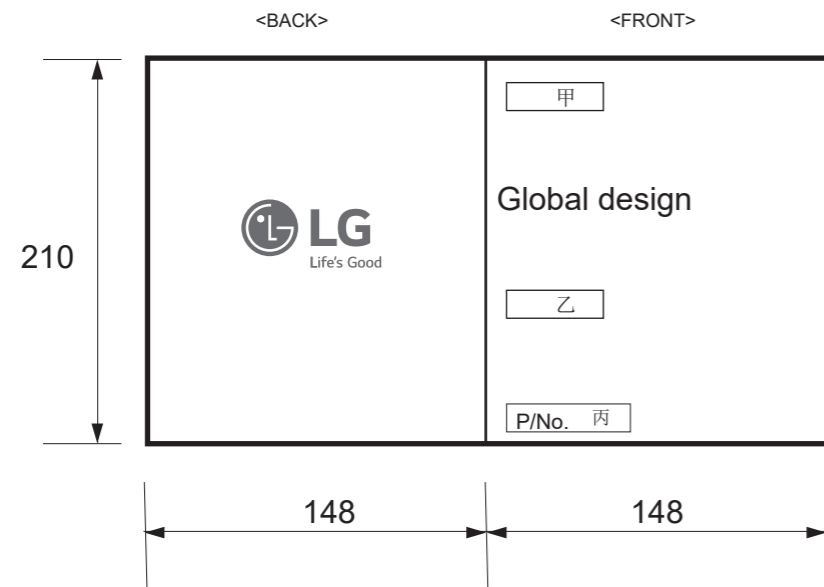 <BACK>
<FRONT>
甲
Global design
LG
Life's Good
210
乙
P/No. 丙
148
148